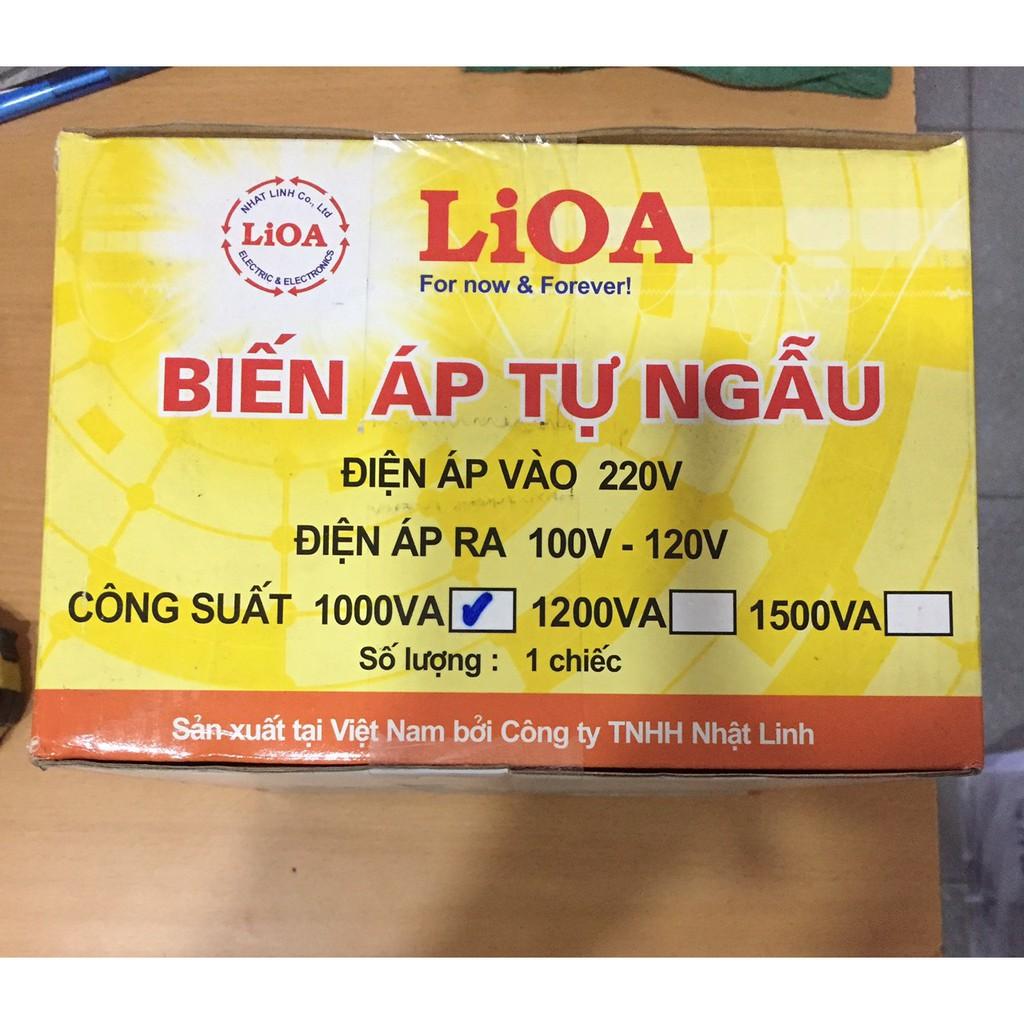 NHAT LINH Co., Ltd
LiOA
ELECTRIC & ELECTRONICS
LiOA
For now & Forever!
BIẾN ÁP TỰ NGẪU
ĐIỆN ÁP VÀO 220V
ĐIỆN ÁP RA 100V - 120V
CÔNG SUẤT 1000VA 1200VA 1500VA
Số lượng : 1 chiếc
Sản xuất tại Việt Nam bởi Công ty TNHH Nhật Linh